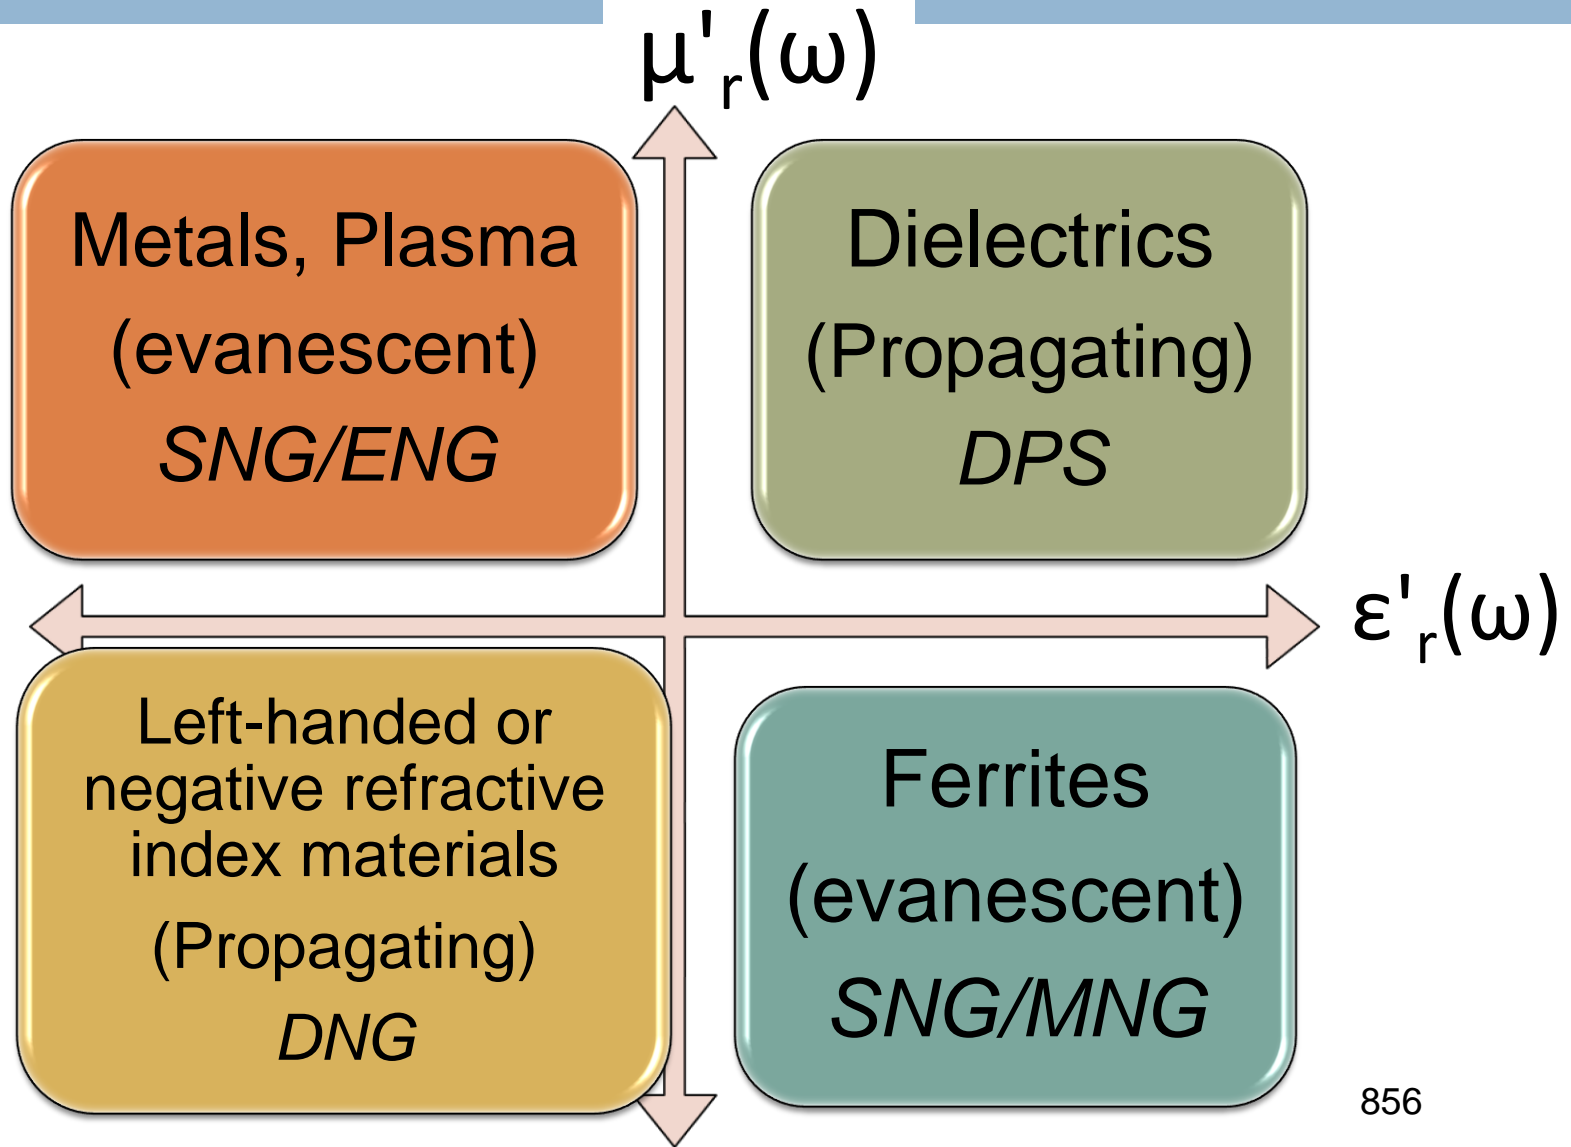 μ'r(ω)
Metals, Plasma
(evanescent)
SNG/ENG
Dielectrics
(Propagating)
DPS
ε'r(ω)
Left-handed or
negative refractive
index materials
(Propagating)
DNG
Ferrites
(evanescent)
SNG/MNG
856